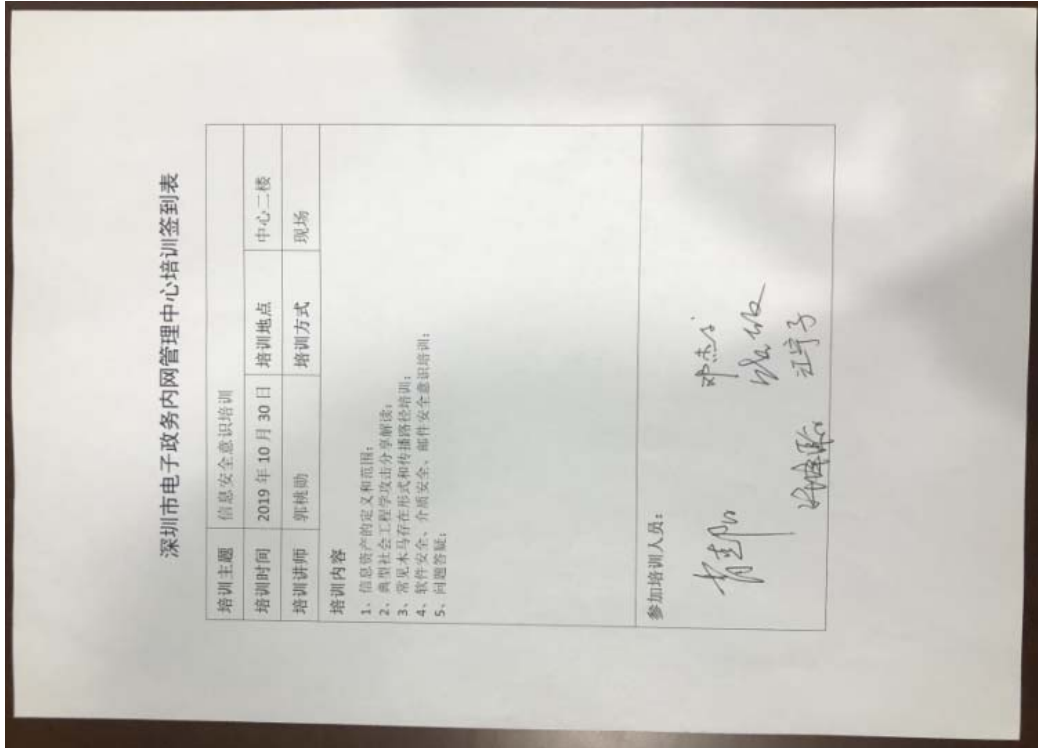 深圳市电子政务内网管理中心培训签到表
培训主题 信息安全意识培训
培训时间 2019 年 10 月 30 日 培训地点 中心二楼
培训讲师 郭桃勋 培训方式 现场
培训内容
1、信息资产的定义和范围;
2、典型社会工程学攻击分享解读;
3、常见木马存在形式和传播路径培训;
4、软件安全、介质安全、邮件安全意识培训;
5、问题答疑;
参加培训人员: